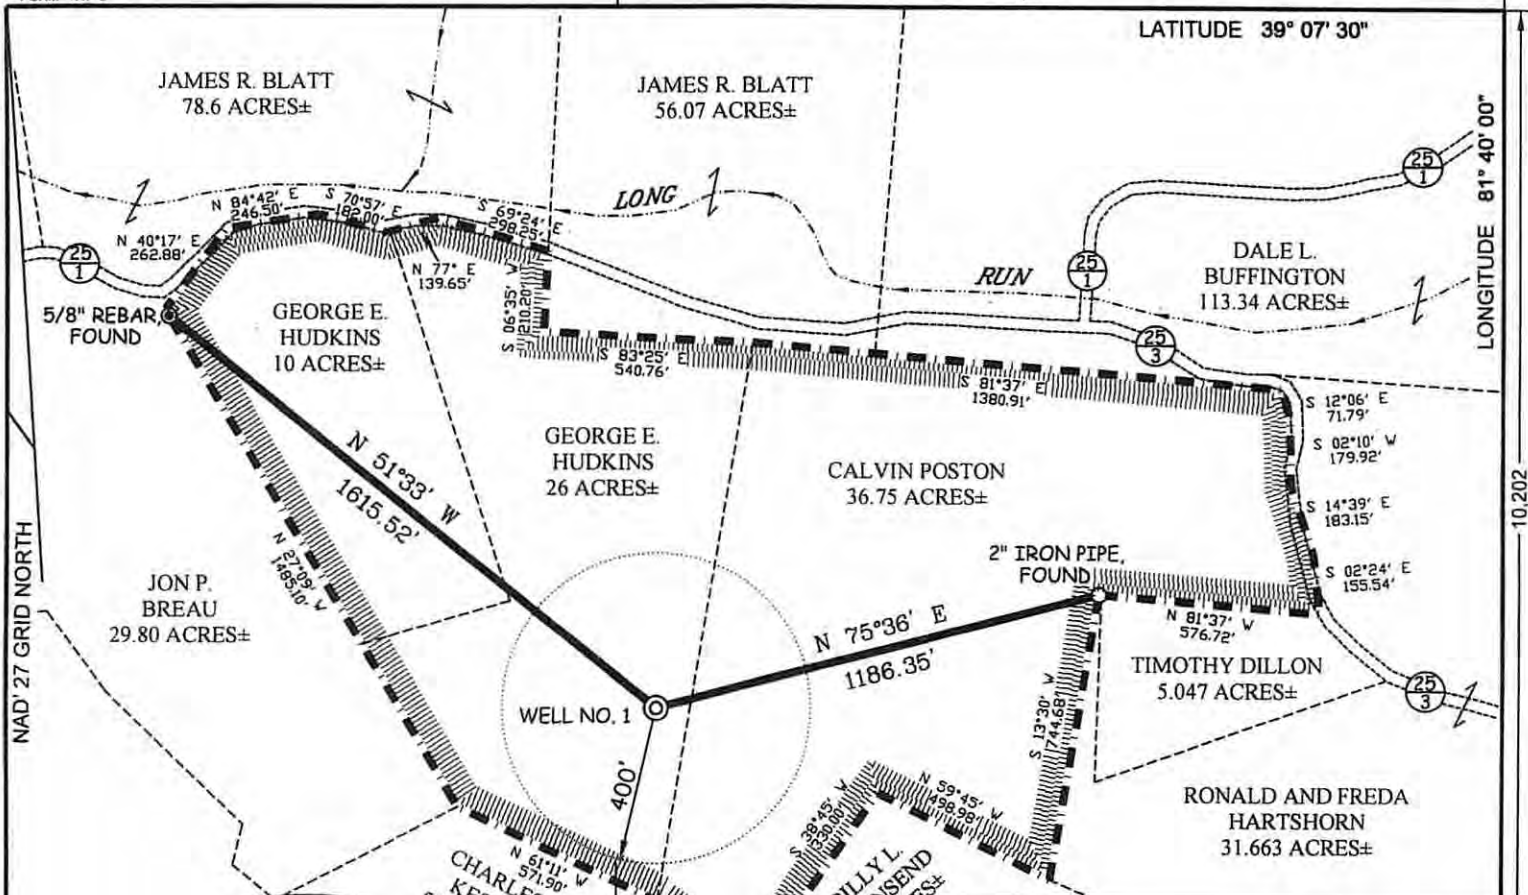 LATITUDE 39° 07' 30"
JAMES R. BLATT
78.6 ACRES±
JAMES R. BLATT
56.07 ACRES±
LONGITUDE 81° 40' 00"
10,202
25
1
N 84°42' E
246.50'
S 70°57' E
182.00'
S 69°24' E
298.25'
LONG
RUN
N 40°17' E
262.88'
25
1
N 77° E
139.65'
S 06°35' W
210.20'
25
1
DALE L.
BUFFINGTON
113.34 ACRES±
25
3
5/8" REBAR,
FOUND
GEORGE E.
HUDKINS
10 ACRES±
S 83°25' E
540.76'
S 81°37' E
1380.91'
S 12°06' E
71.79'
S 02°10' W
179.92'
S 14°39' E
183.15'
S 02°24' E
155.54'
N 51°33' W
1615.52'
GEORGE E.
HUDKINS
26 ACRES±
CALVIN POSTON
36.75 ACRES±
NAD' 27 GRID NORTH
N 27°09' W
1485.10'
JON P.
BREAU
29.80 ACRES±
2" IRON PIPE,
FOUND
N 75°36' E
1186.35'
N 81°37' W
576.72'
TIMOTHY DILLON
5.047 ACRES±
25
3
WELL NO. 1
400'
S 13°30' W
744.68'
RONALD AND FREDA
HARTSHORN
31.663 ACRES±
S 38°45' W
330.00'
N 59°45' W
498.98'
N 61°11' W
571.90'